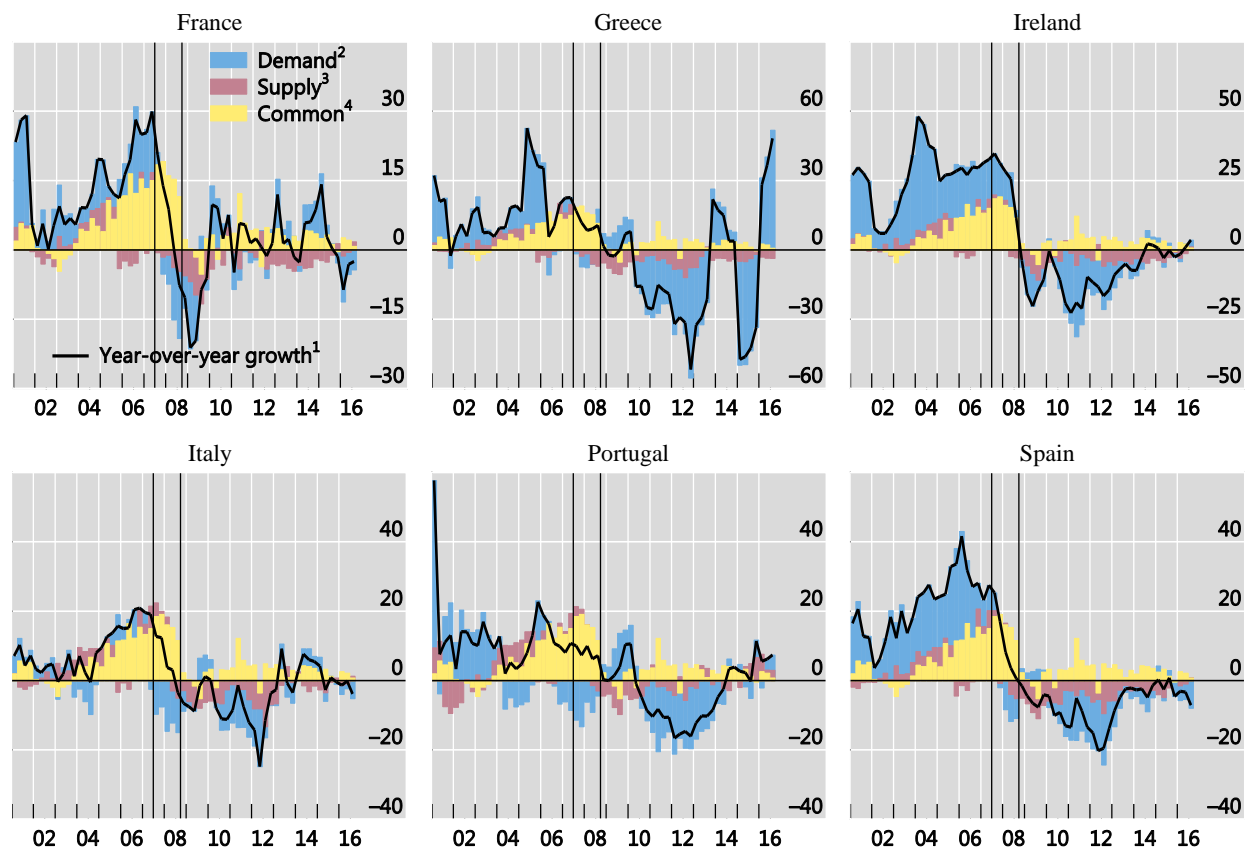 France Greece Ireland
Demand²
Supply³
Common⁴
30 60 50
15 30 25
0 0 0
−15 −30 −25
Year-over-year growth¹
−30 −60 −50
02 04 06 08 10 12 14 16 02 04 06 08 10 12 14 16 02 04 06 08 10 12 14 16
Italy Portugal Spain
40 40 40
20 20 20
0 0 0
−20 −20 −20
−40 −40 −40
02 04 06 08 10 12 14 16 02 04 06 08 10 12 14 16 02 04 06 08 10 12 14 16